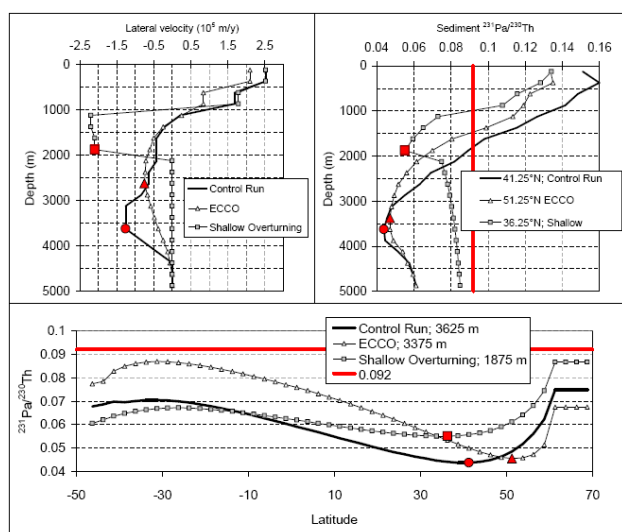 Lateral velocity (10⁵ m/y)
-2.5 -1.5 -0.5 0.5 1.5 2.5
0
1000
2000
3000
4000
5000
Depth (m)
Control Run
ECCO
Shallow Overturning
Sediment ²³¹Pa/²³⁰Th
0.04 0.06 0.08 0.1 0.12 0.14 0.16
0
1000
2000
3000
4000
5000
Depth (m)
41.25°N; Control Run
51.25°N ECCO
36.25°N; Shallow
0.1
0.09
0.08
0.07
0.06
0.05
0.04
²³¹Pa/²³⁰Th
Control Run; 3625 m
ECCO; 3375 m
Shallow Overturning; 1875 m
0.092
-50 -30 -10 10 30 50 70
Latitude